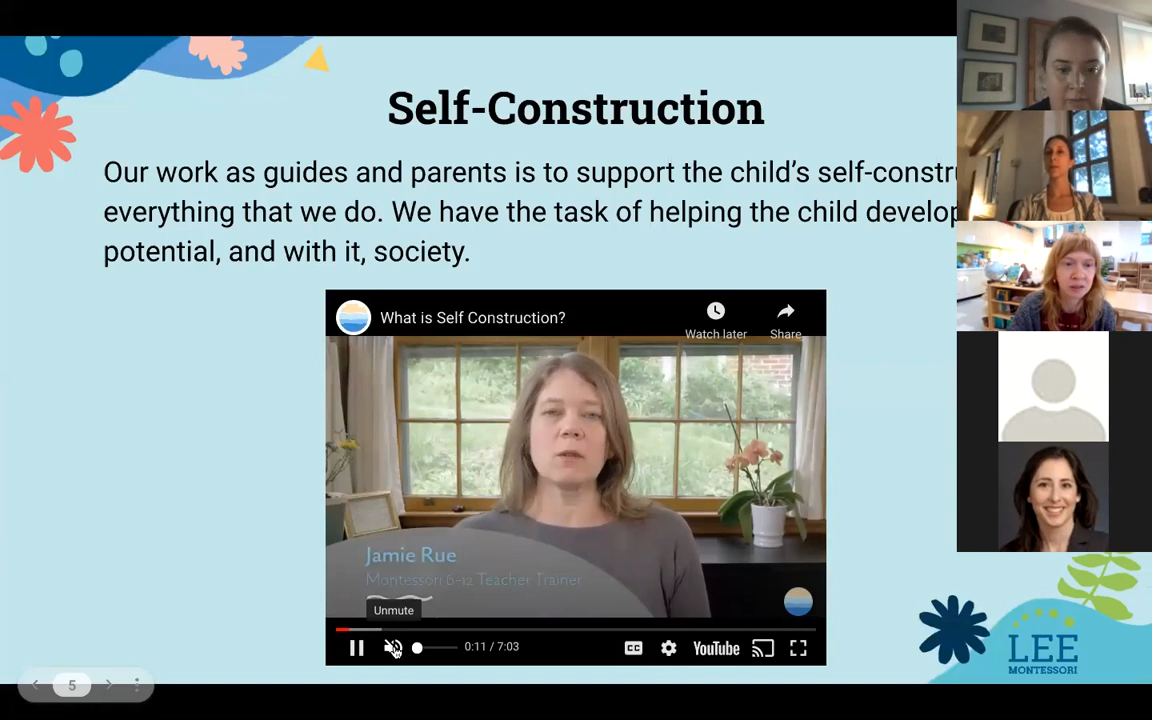 Self-Construction
Our work as guides and parents is to support the child's self-constru
everything that we do. We have the task of helping the child develop
potential, and with it, society.
What is Self Construction?
Watch later
Share
Jamie Rue
Montessori 6-12 Teacher Trainer
Unmute
0:11 / 7:03
CC
YouTube
5
LEE
MONTESSORI